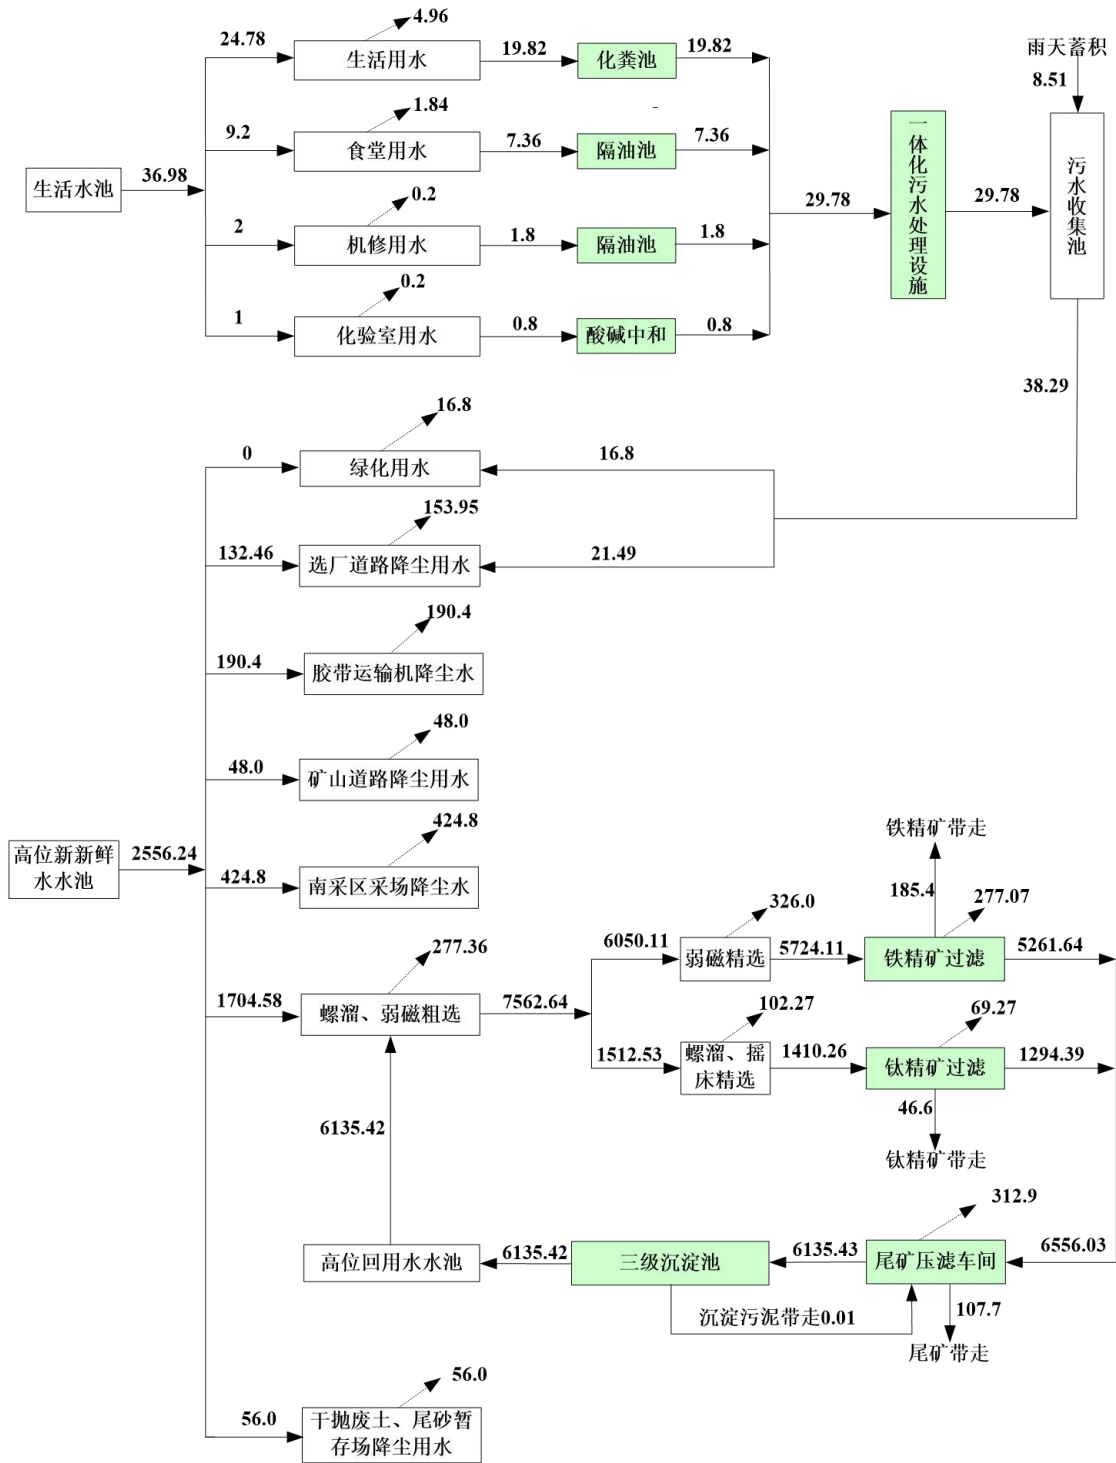 4.96
24.78
生活用水
19.82
化粪池
19.82
雨天蓄积
8.51
1.84
9.2
食堂用水
7.36
隔油池
7.36
一体化污水处理设施
污水收集池
生活水池
36.98
0.2
2
机修用水
1.8
隔油池
1.8
29.78
29.78
0.2
1
化验室用水
0.8
酸碱中和
0.8
38.29
16.8
0
绿化用水
16.8
153.95
132.46
选厂道路降尘用水
21.49
190.4
190.4
胶带运输机降尘水
48.0
48.0
矿山道路降尘用水
424.8
高位新新鲜
水水池
2556.24
424.8
南采区采场降尘水
铁精矿带走
185.4
277.07
326.0
6050.11
弱磁精选
5724.11
铁精矿过滤
5261.64
277.36
1704.58
螺溜、弱磁粗选
7562.64
102.27
69.27
1512.53
螺溜、摇
床精选
1410.26
钛精矿过滤
1294.39
46.6
钛精矿带走
6135.42
312.9
高位回用水水池
6135.42
三级沉淀池
6135.43
尾矿压滤车间
6556.03
沉淀污泥带走0.01
107.7
尾矿带走
56.0
56.0
干抛废土、尾砂暂
存场降尘用水